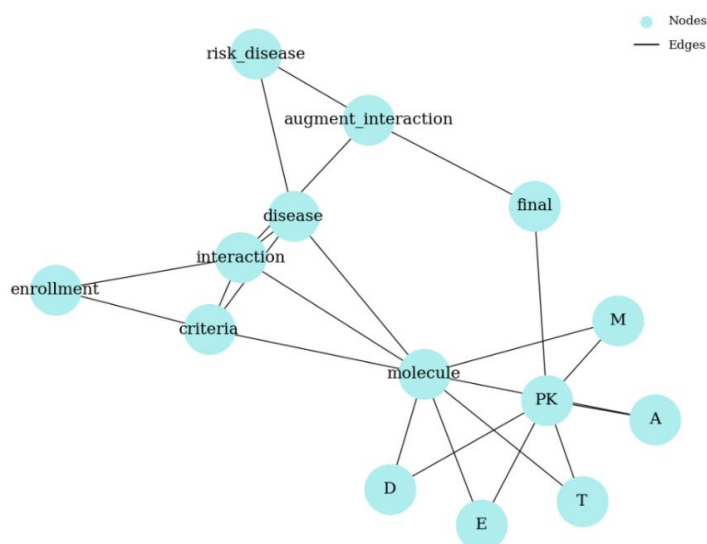 Nodes
Edges
risk_disease
augment_interaction
final
disease
interaction
enrollment
criteria
M
molecule
PK
A
D
T
E